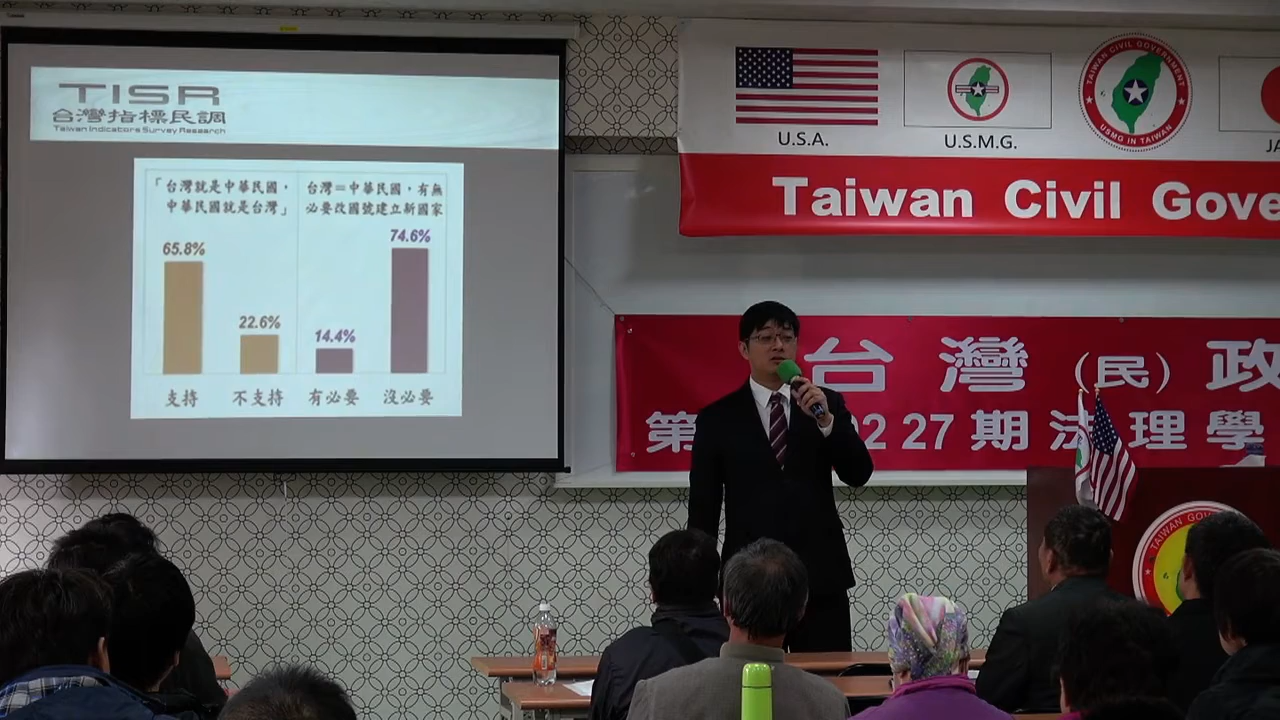 TISR
台灣指標民調
Taiwan Indicators Survey Research
「台灣就是中華民國，
中華民國就是台灣」
台灣＝中華民國，有無
必要改國號建立新國家
65.8%
22.6%
14.4%
74.6%
支持
不支持
有必要
沒必要
U.S.A.
U.S.M.G.
TAIWAN CIVIL GOVERNMENT
USMG IN TAIWAN
JA
Taiwan Civil Gove
台灣（民）政
第
22 27期法理學
TAIWAN GOV